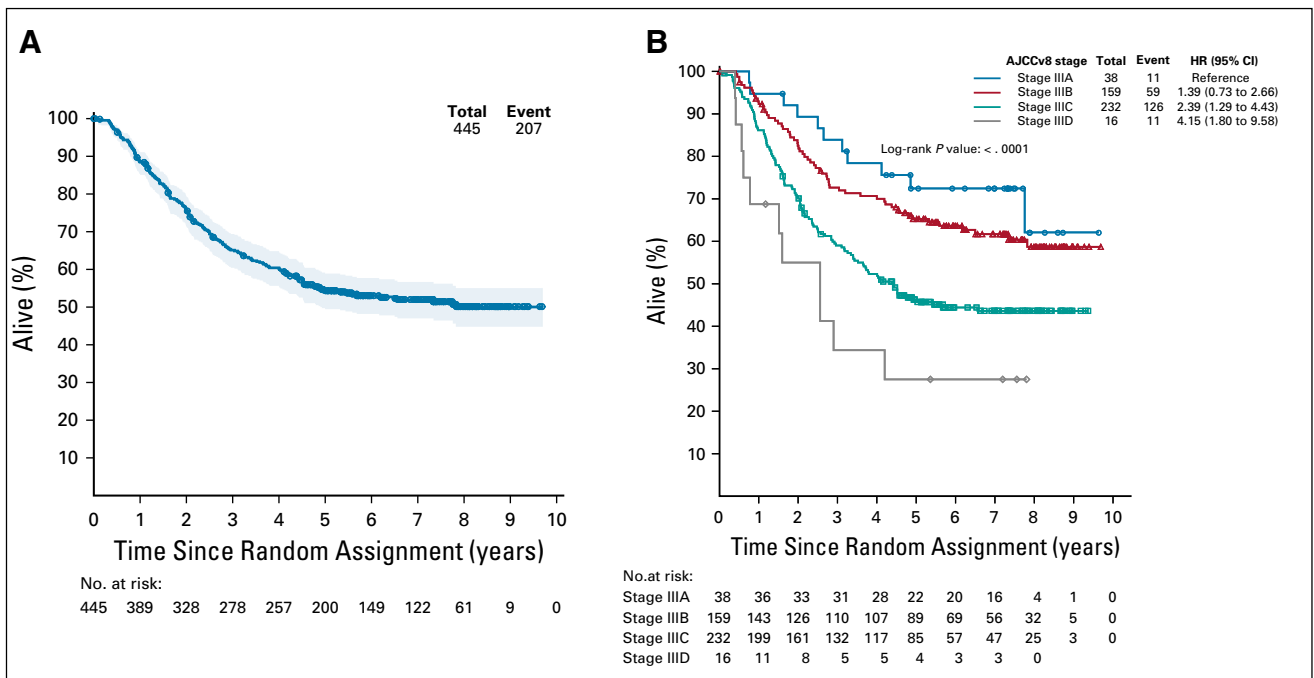 A
Total Event
445 207
100
90
80
70
60
50
40
30
20
10
Alive (%)
0 1 2 3 4 5 6 7 8 9 10
Time Since Random Assignment (years)
No. at risk:
445 389 328 278 257 200 149 122 61 9 0
B
AJCCv8 stage Total Event HR (95% CI)
Stage IIIA 38 11 Reference
Stage IIIB 159 59 1.39 (0.73 to 2.66)
Stage IIIC 232 126 2.39 (1.29 to 4.43)
Stage IIID 16 11 4.15 (1.80 to 9.58)
Log-rank P value: < . 0001
100
90
80
70
60
50
40
30
20
10
Alive (%)
0 1 2 3 4 5 6 7 8 9 10
Time Since Random Assignment (years)
No.at risk:
Stage IIIA 38 36 33 31 28 22 20 16 4 1 0
Stage IIIB 159 143 126 110 107 89 69 56 32 5 0
Stage IIIC 232 199 161 132 117 85 57 47 25 3 0
Stage IIID 16 11 8 5 5 4 3 3 0